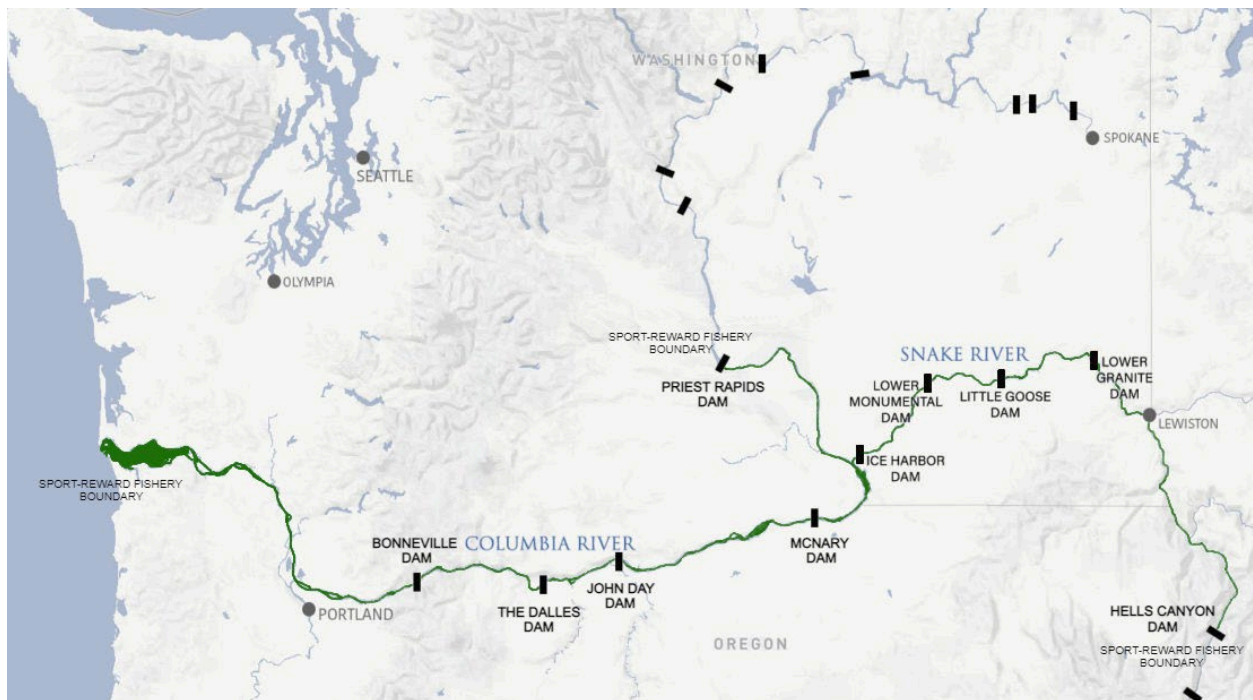 WASHINGTON
SPOKANE
SEATTLE
OLYMPIA
SPORT-REWARD FISHERY
BOUNDARY
PRIEST RAPIDS
DAM
SNAKE RIVER
LOWER
MONUMENTAL
DAM
LITTLE GOOSE
DAM
LOWER
GRANITE
DAM
LEWISTON
ICE HARBOR
DAM
SPORT-REWARD FISHERY
BOUNDARY
BONNEVILLE
DAM
COLUMBIA RIVER
MCNARY
DAM
JOHN DAY
DAM
THE DALLES
DAM
PORTLAND
OREGON
HELLS CANYON
DAM
SPORT-REWARD FISHERY
BOUNDARY